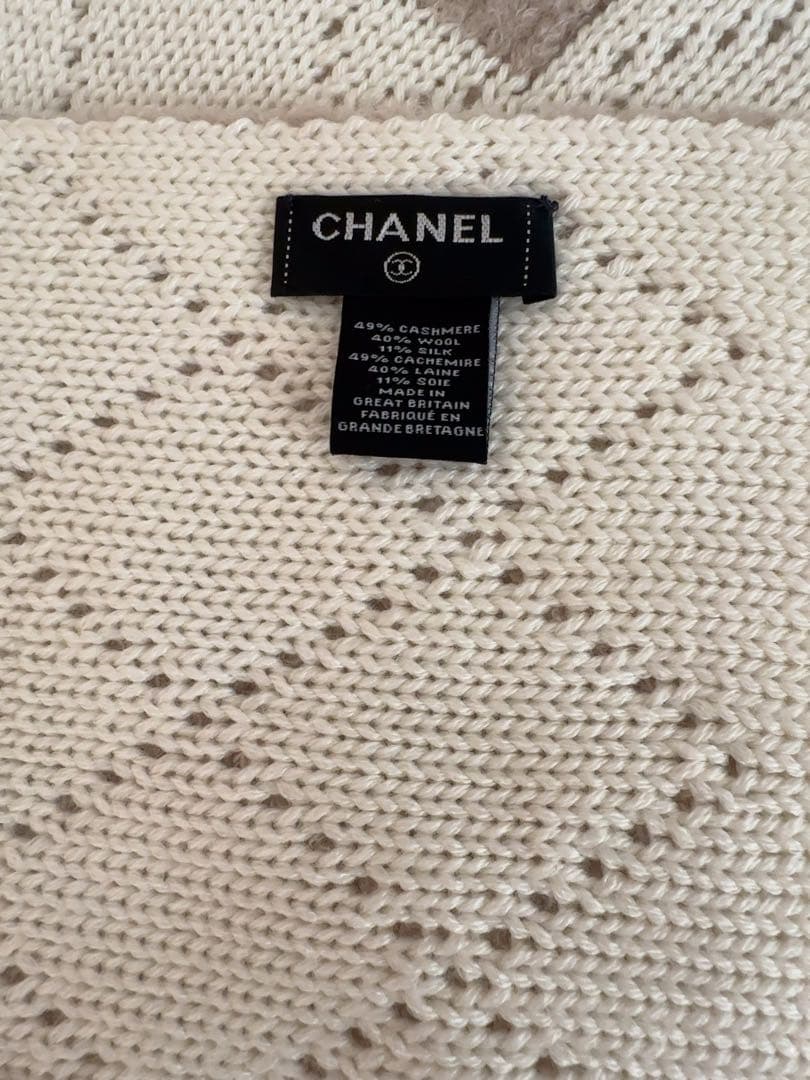 CHANEL
49% CASHMERE
40% WOOL
11% SILK
49% CACHEMIRE
40% LAINE
11% SOIE
MADE IN
GREAT BRITAIN
FABRIQUÉ EN
GRANDE BRETAGNE